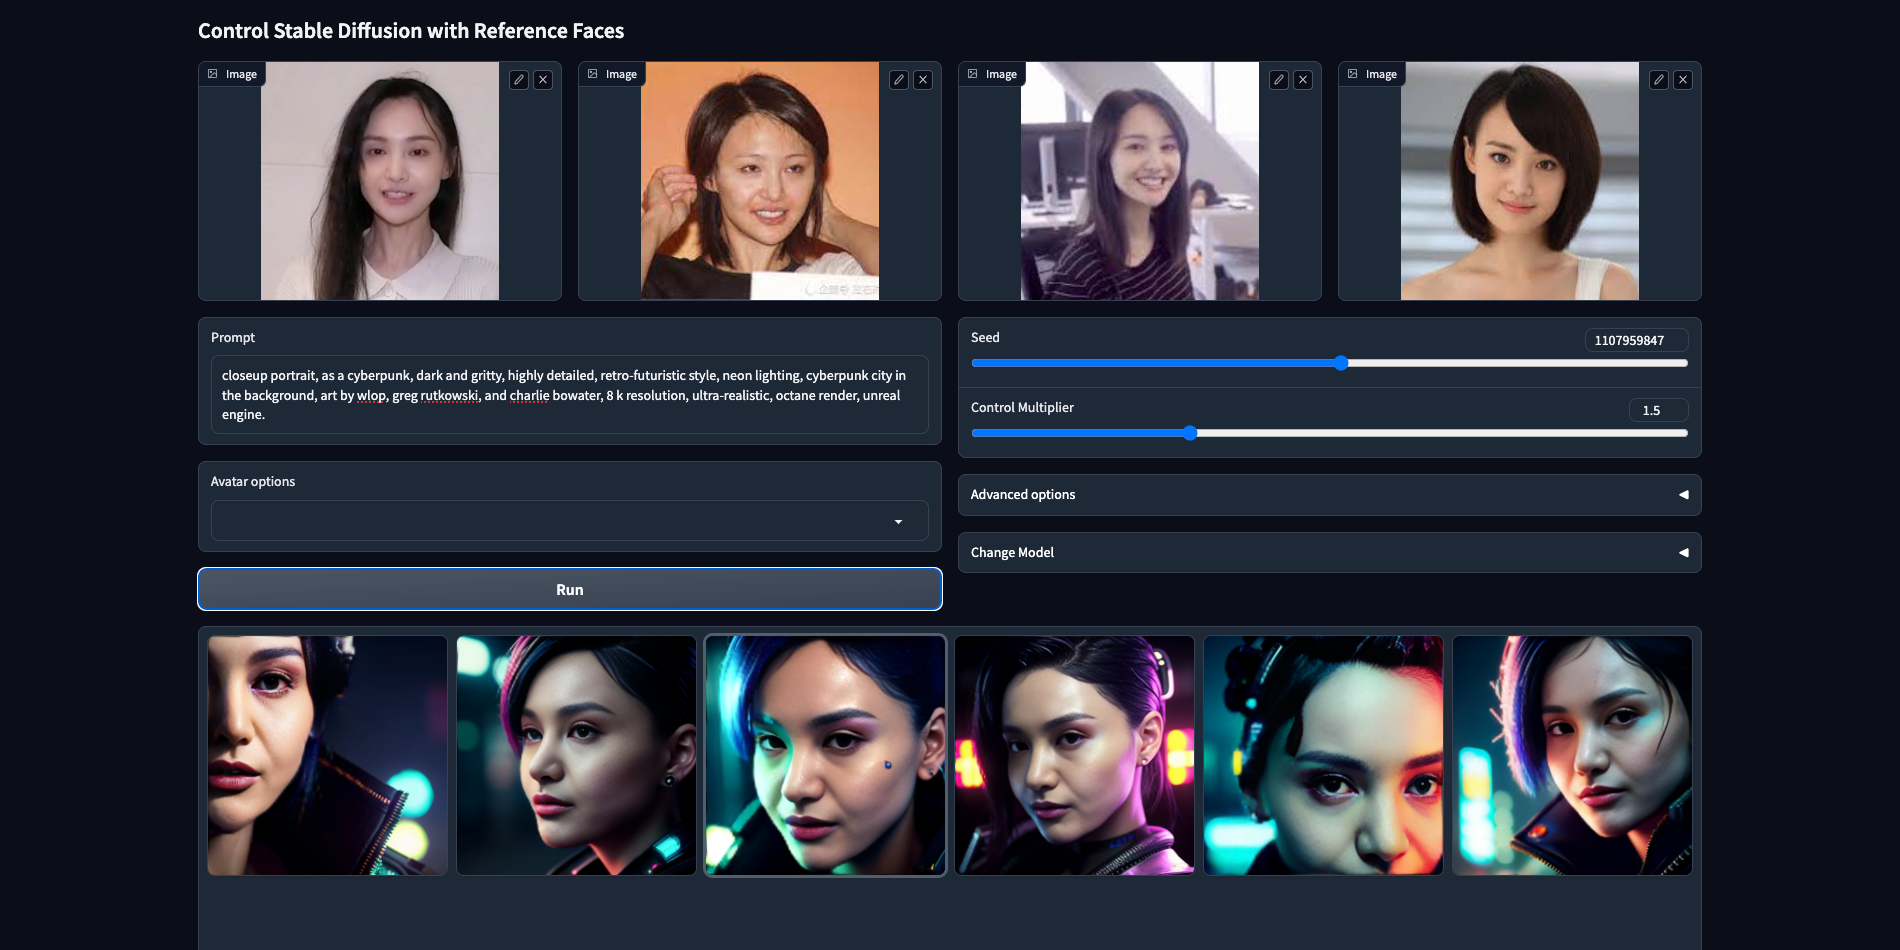 Control Stable Diffusion with Reference Faces
Image
Image
Image
Image
Prompt
closeup portrait, as a cyberpunk, dark and gritty, highly detailed, retro-futuristic style, neon lighting, cyberpunk city in
the background, art by wlop, greg rutkowski, and charlie bowater, 8 k resolution, ultra-realistic, octane render, unreal
engine.
Seed
1107959847
Control Multiplier
1.5
Avatar options
Advanced options
Change Model
Run